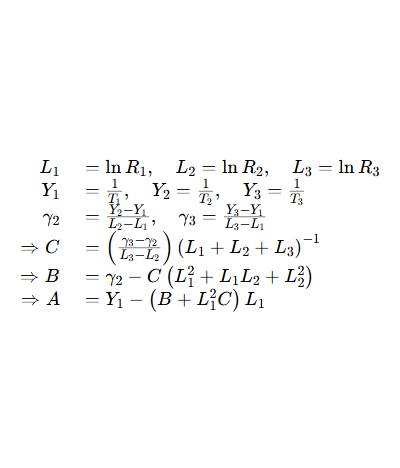 L₁ = ln R₁, L₂ = ln R₂, L₃ = ln R₃
Y₁ = 1/T₁, Y₂ = 1/T₂, Y₃ = 1/T₃
γ₂ = (Y₂−Y₁)/(L₂−L₁), γ₃ = (Y₃−Y₁)/(L₃−L₁)
⇒ C = ((γ₃−γ₂)/(L₃−L₂)) (L₁ + L₂ + L₃)⁻¹
⇒ B = γ₂ − C (L₁² + L₁L₂ + L₂²)
⇒ A = Y₁ − (B + L₁²C) L₁